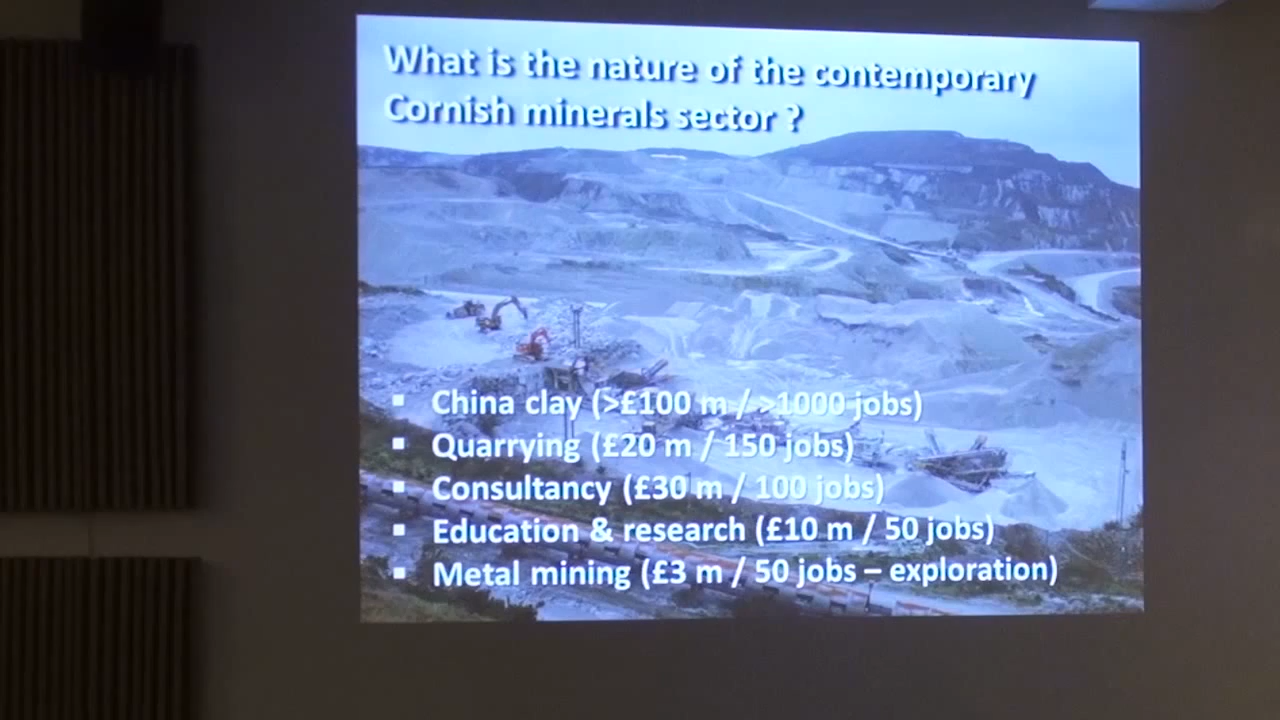 What is the nature of the contemporary
Cornish minerals sector ?
▪ China clay (>£100 m / >1000 jobs)
▪ Quarrying (£20 m / 150 jobs)
▪ Consultancy (£30 m / 100 jobs)
▪ Education & research (£10 m / 50 jobs)
▪ Metal mining (£3 m / 50 jobs – exploration)